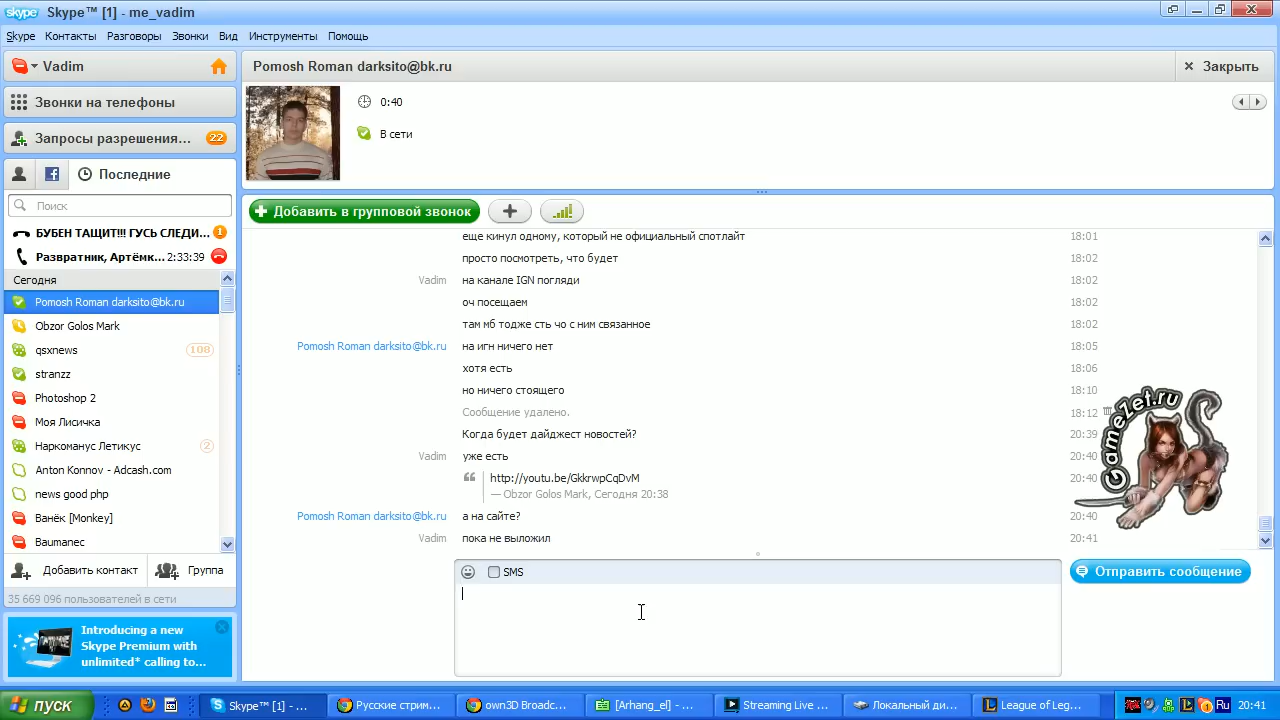 skype Skype™ [1] - me_vadim
Skype Контакты Разговоры Звонки Вид Инструменты Помощь
Vadim
Звонки на телефоны
Запросы разрешения... 22
Последние
Поиск
БУБЕН ТАЩИТ!!! ГУСЬ СЛЕДИ... 1
Развратник, Артёмк... 2:33:39
Сегодня
Pomosh Roman darksito@bk.ru
Obzor Golos Mark
qsxnews 108
stranzz
Photoshop 2
Моя Лисичка
Наркоманус Летикус 2
Anton Konnov - Adcash.com
news good php
Ванёк [Monkey]
Baumanec
Добавить контакт Группа
35 669 096 пользователей в сети
Introducing a new
Skype Premium with
unlimited* calling to...
Pomosh Roman darksito@bk.ru Закрыть
0:40
В сети
Добавить в групповой звонок
еще кинул одному, который не официальный спотлайт 18:01
просто посмотреть, что будет 18:02
Vadim на канале IGN погляди 18:02
оч посещаем 18:02
там мб тодже сть чо с ним связанное 18:02
Pomosh Roman darksito@bk.ru на игн ничего нет 18:05
хотя есть 18:06
но ничего стоящего 18:10
Сообщение удалено. 18:12
Когда будет дайджест новостей? 20:39
Vadim уже есть 20:40
http://youtu.be/GkkrwpCqDvM 20:40
— Obzor Golos Mark, Сегодня 20:38
Pomosh Roman darksito@bk.ru а на сайте? 20:40
Vadim пока не выложил 20:41
GameZet.ru
SMS
Отправить сообщение
пуск Skype™ [1] - ... Русские стрим... own3D Broadc... [Arhang_el] - ... Streaming Live ... Локальный ди... League of Leg... Ru 20:41